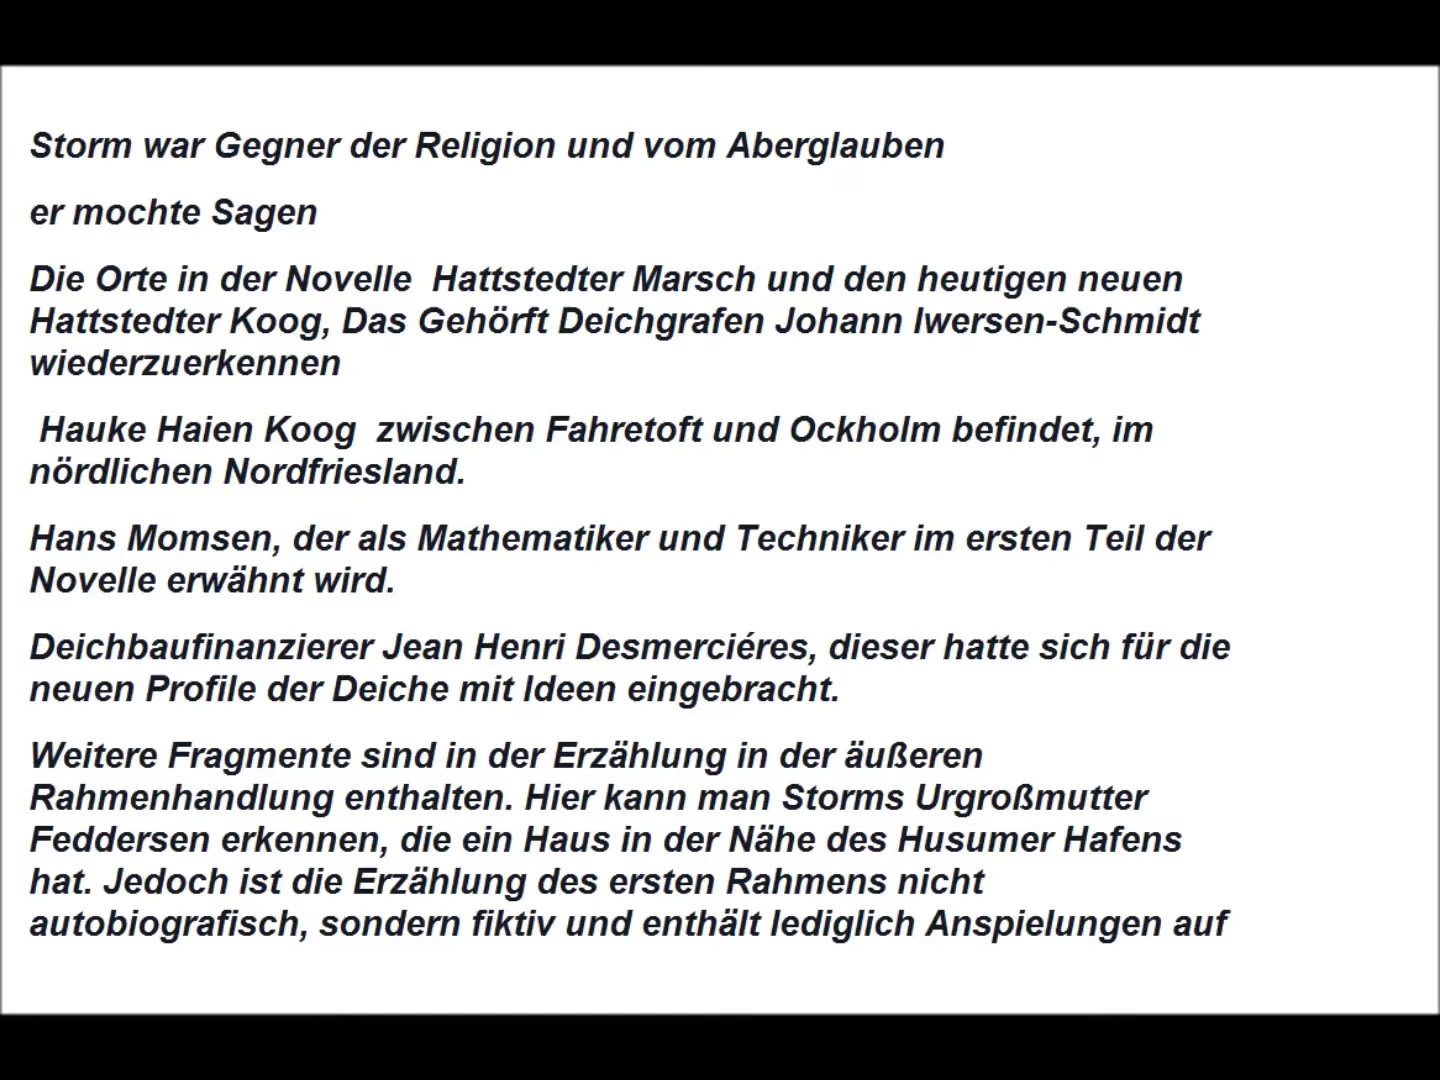 Storm war Gegner der Religion und vom Aberglauben
er mochte Sagen
Die Orte in der Novelle  Hattstedter Marsch und den heutigen neuen
Hattstedter Koog, Das Gehörft Deichgrafen Johann Iwersen-Schmidt
wiederzuerkennen
Hauke Haien Koog  zwischen Fahretoft und Ockholm befindet, im
nördlichen Nordfriesland.
Hans Momsen, der als Mathematiker und Techniker im ersten Teil der
Novelle erwähnt wird.
Deichbaufinanzierer Jean Henri Desmerciéres, dieser hatte sich für die
neuen Profile der Deiche mit Ideen eingebracht.
Weitere Fragmente sind in der Erzählung in der äußeren
Rahmenhandlung enthalten. Hier kann man Storms Urgroßmutter
Feddersen erkennen, die ein Haus in der Nähe des Husumer Hafens
hat. Jedoch ist die Erzählung des ersten Rahmens nicht
autobiografisch, sondern fiktiv und enthält lediglich Anspielungen auf